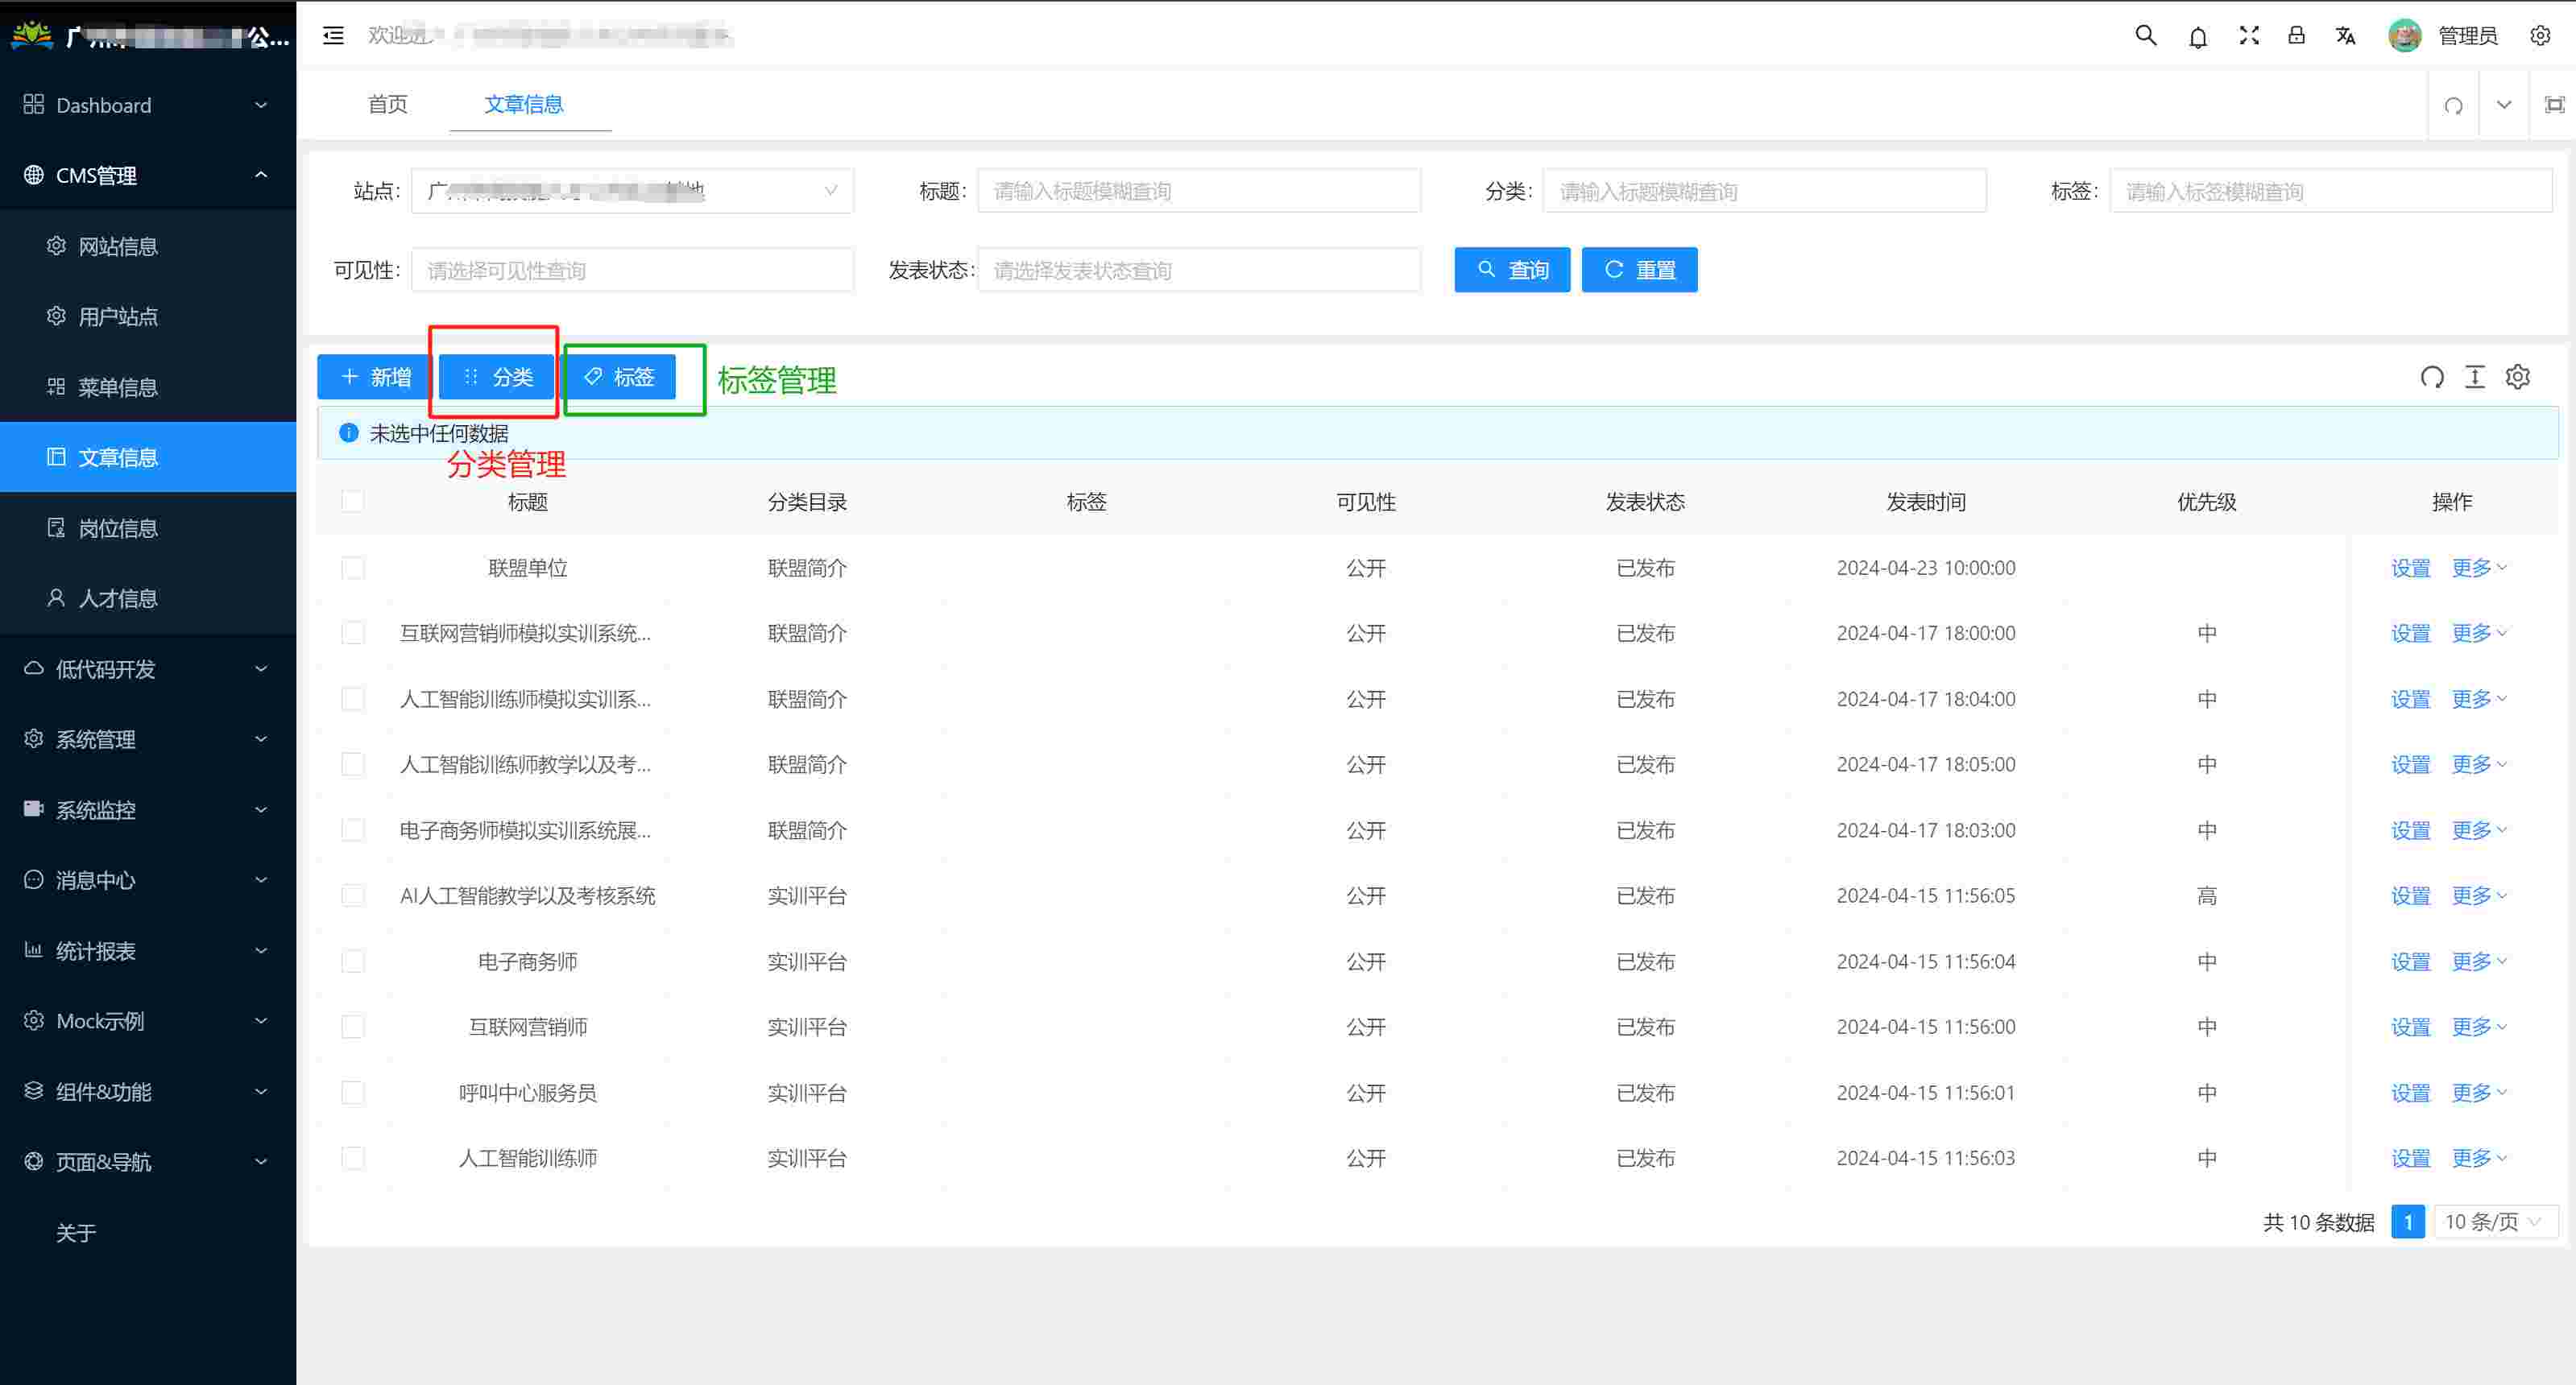 公...
欢迎进
管理员
Dashboard
CMS管理
网站信息
用户站点
菜单信息
文章信息
岗位信息
人才信息
低代码开发
系统管理
系统监控
消息中心
统计报表
Mock示例
组件&功能
页面&导航
关于
首页 文章信息
站点: 广 地 标题: 请输入标题模糊查询 分类: 请输入标题模糊查询 标签: 请输入标签模糊查询
可见性: 请选择可见性查询 发表状态: 请选择发表状态查询 查询 重置
新增 分类 标签 标签管理
未选中任何数据
分类管理
标题 分类目录 标签 可见性 发表状态 发表时间 优先级 操作
联盟单位 联盟简介 公开 已发布 2024-04-23 10:00:00 设置 更多
互联网营销师模拟实训系统... 联盟简介 公开 已发布 2024-04-17 18:00:00 中 设置 更多
人工智能训练师模拟实训系... 联盟简介 公开 已发布 2024-04-17 18:04:00 中 设置 更多
人工智能训练师教学以及考... 联盟简介 公开 已发布 2024-04-17 18:05:00 中 设置 更多
电子商务师模拟实训系统展... 联盟简介 公开 已发布 2024-04-17 18:03:00 中 设置 更多
AI人工智能教学以及考核系统 实训平台 公开 已发布 2024-04-15 11:56:05 高 设置 更多
电子商务师 实训平台 公开 已发布 2024-04-15 11:56:04 中 设置 更多
互联网营销师 实训平台 公开 已发布 2024-04-15 11:56:00 中 设置 更多
呼叫中心服务员 实训平台 公开 已发布 2024-04-15 11:56:01 中 设置 更多
人工智能训练师 实训平台 公开 已发布 2024-04-15 11:56:03 中 设置 更多
共 10 条数据 1 10 条/页